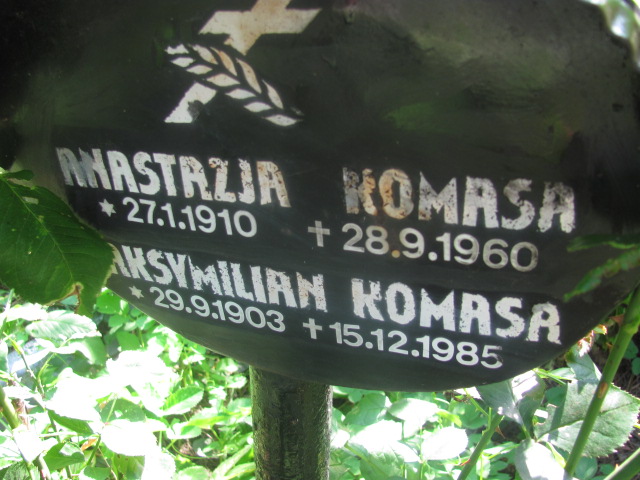 ANASTAZJA KOMASA
* 27.1.1910 + 28.9.1960
AKSYMILIAN KOMASA
* 29.9.1903 + 15.12.1985